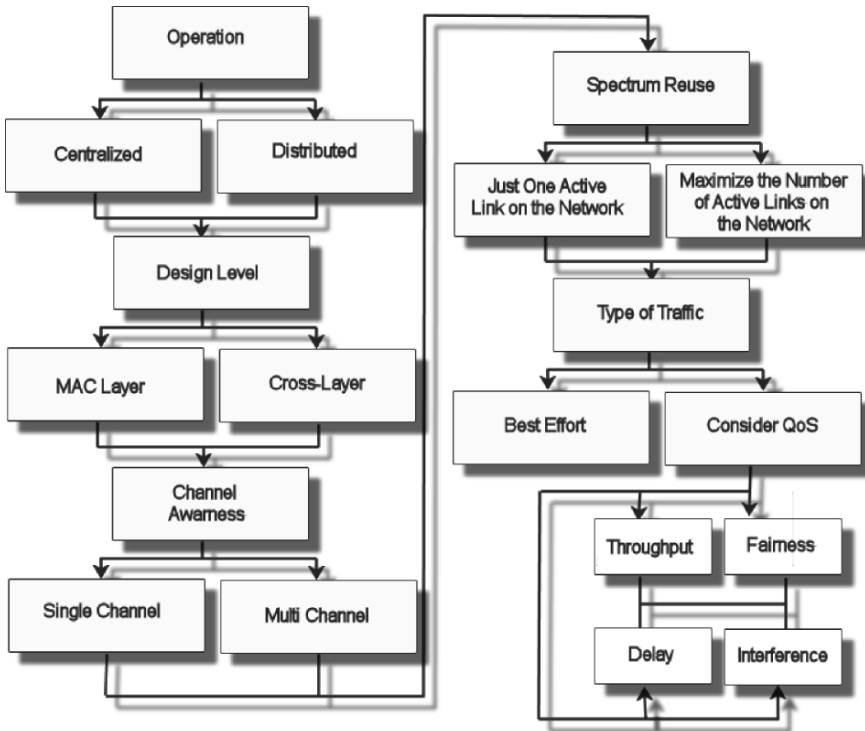 Operation
Centralized
Distributed
Design Level
MAC Layer
Cross-Layer
Channel
Awarness
Single Channel
Multi Channel
Spectrum Reuse
Just One Active
Link on the Network
Maximize the Number
of Active Links on
the Network
Type of Traffic
Best Effort
Consider QoS
Throughput
Fairness
Delay
Interference